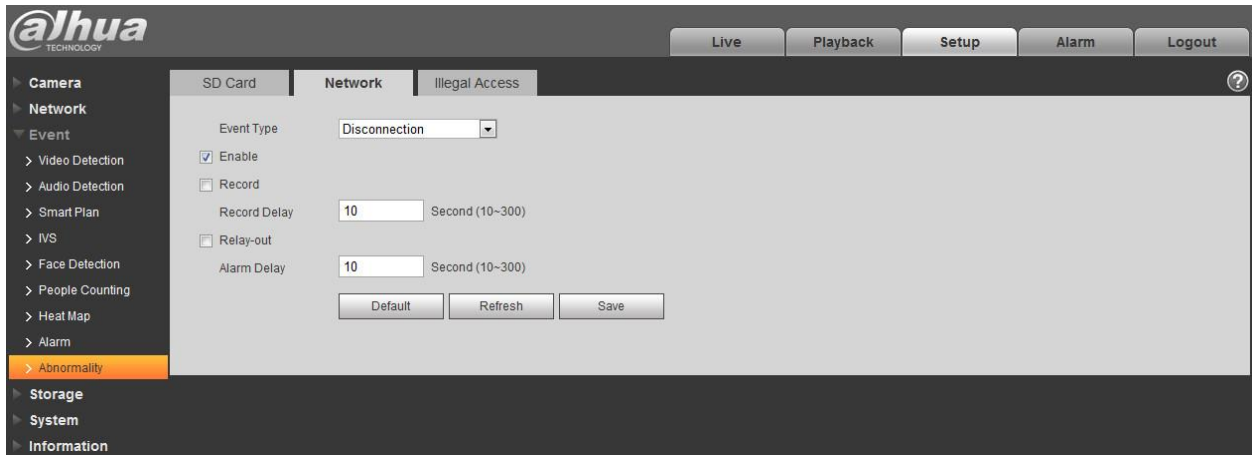 alhua
TECHNOLOGY
Live Playback Setup Alarm Logout
Camera
Network
Event
Video Detection
Audio Detection
Smart Plan
IVS
Face Detection
People Counting
Heat Map
Alarm
Abnormality
Storage
System
Information
SD Card Network Illegal Access
?
Event Type Disconnection
Enable
Record
Record Delay 10 Second (10~300)
Relay-out
Alarm Delay 10 Second (10~300)
Default Refresh Save